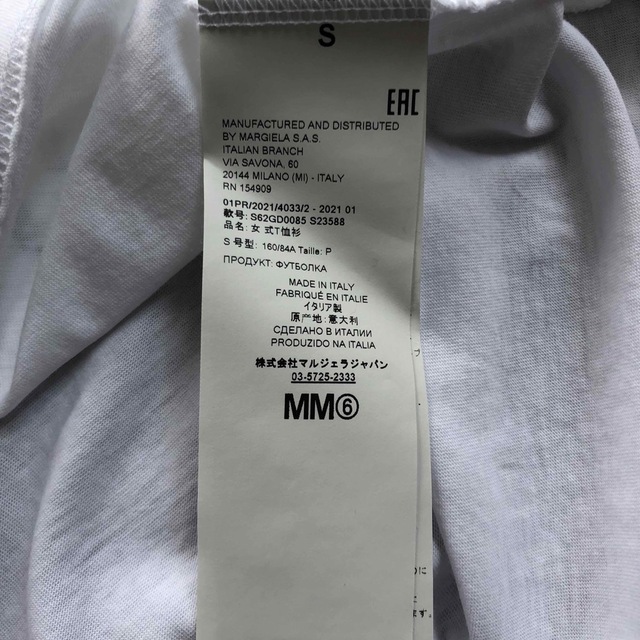 S
EAC
MANUFACTURED AND DISTRIBUTED
BY MARGIELA S.A.S.
ITALIAN BRANCH
VIA SAVONA, 60
20144 MILANO (MI) - ITALY
RN 154909
01PR/2021/4033/2 - 2021 01
款号: S62GD0085 S23588
品名: 女 式T恤衫
S 号型: 160/84A Taille: P
ПРОДУКТ: ФУТБОЛКА
MADE IN ITALY
FABRIQUÉ EN ITALIE
イタリア製
原产地: 意大利
СДЕЛАНО В ИТАЛИИ
PRODUZIDO NA ITALIA
株式会社マルジェラジャパン
03-5725-2333
MM⑥
に
ます。